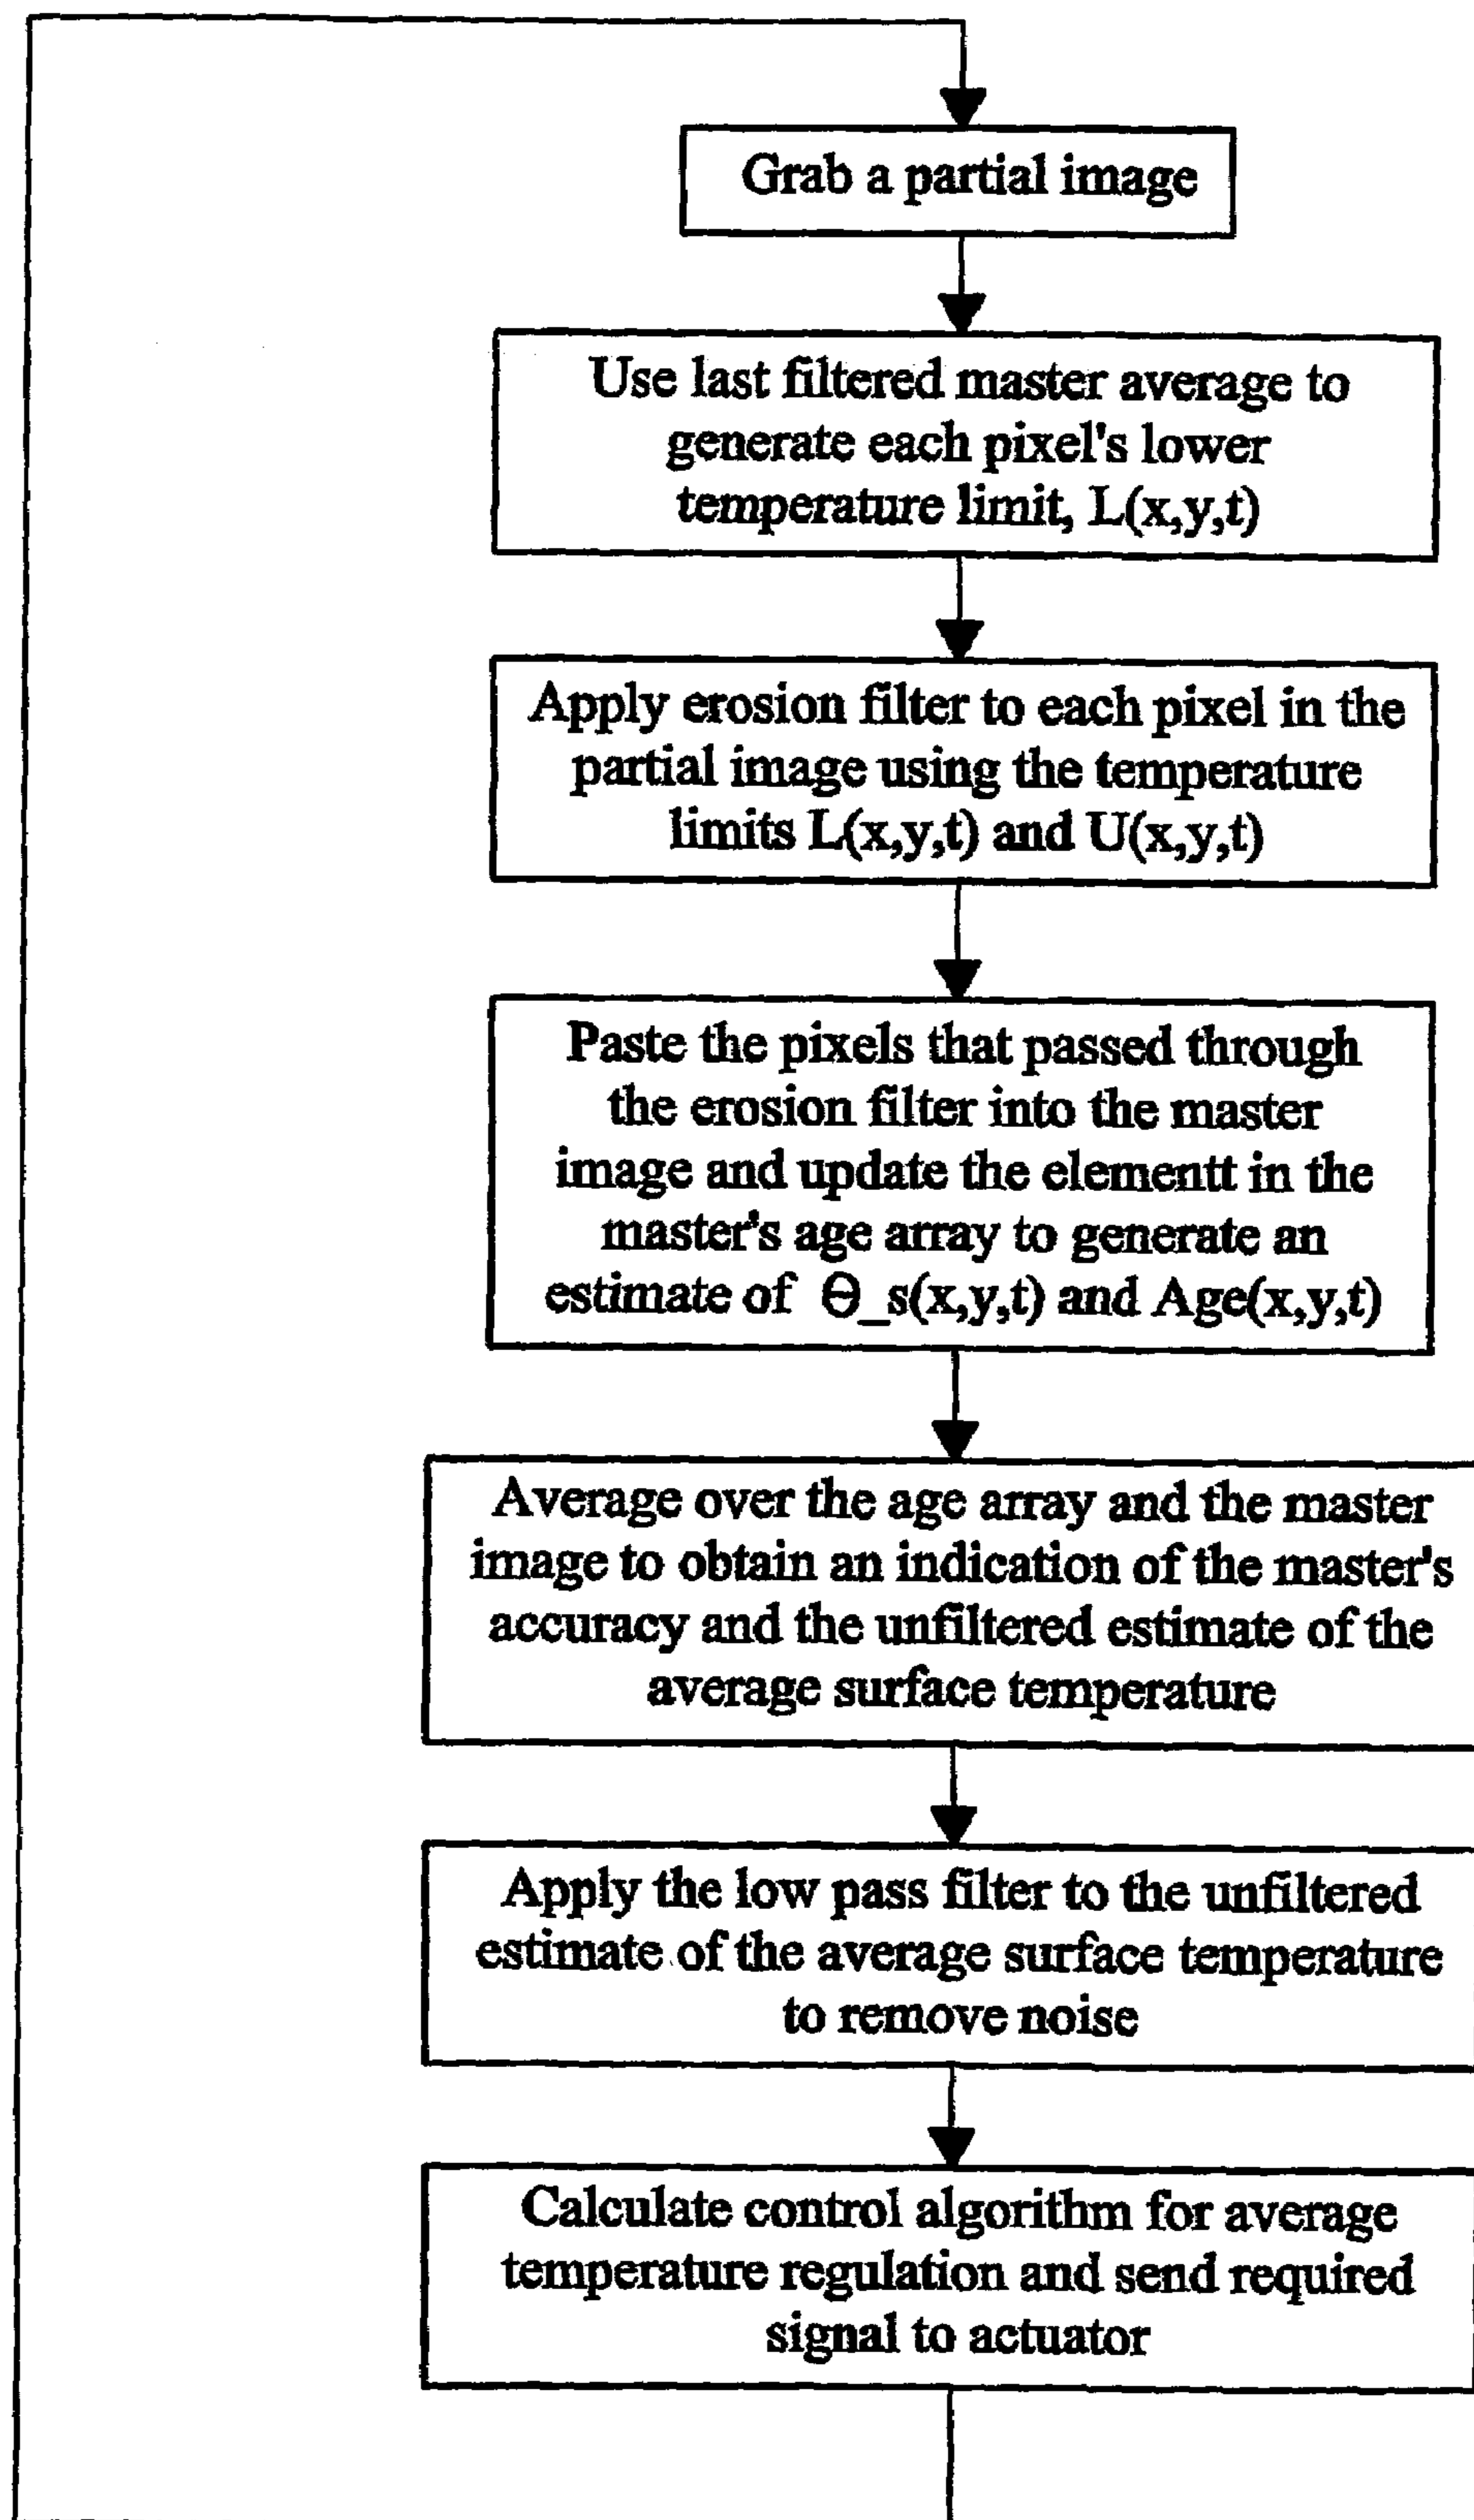 Grab a partial image
Use last filtered master average to
generate each pixel's lower
temperature limit, L(x,y,t)
Apply erosion filter to each pixel in the
partial image using the temperature
limits L(x,y,t) and U(x,y,t)
Paste the pixels that passed through
the erosion filter into the master
image and update the elementt in the
master's age array to generate an
estimate of Θ_s(x,y,t) and Age(x,y,t)
Average over the age array and the master
image to obtain an indication of the master's
accuracy and the unfiltered estimate of the
average surface temperature
Apply the low pass filter to the unfiltered
estimate of the average surface temperature
to remove noise
Calculate control algorithm for average
temperature regulation and send required
signal to actuator